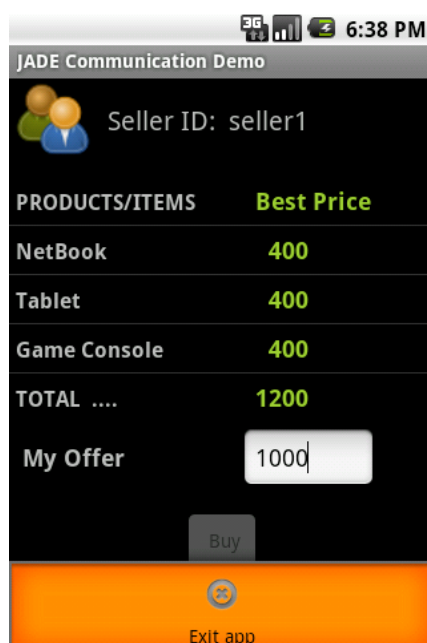 3G 6:38 PM
JADE Communication Demo
Seller ID: seller1
PRODUCTS/ITEMS Best Price
NetBook 400
Tablet 400
Game Console 400
TOTAL .... 1200
My Offer 1000
Buy
Exit app